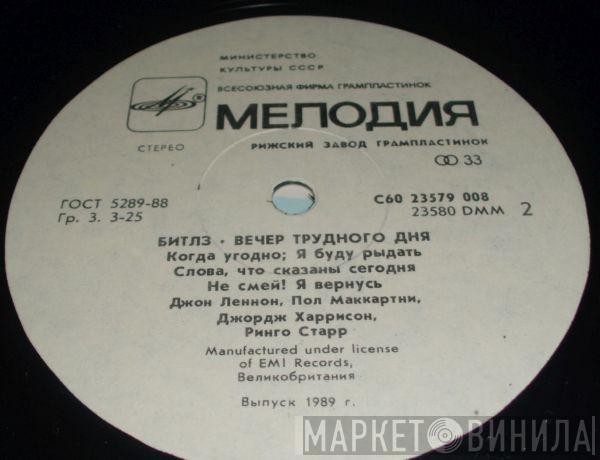 МИНИСТЕРСТВО
КУЛЬТУРЫ СССР
ВСЕСОЮЗНАЯ ФИРМА ГРАМПЛАСТИНОК
®
МЕЛОДИЯ
СТЕРЕО
РИЖСКИЙ ЗАВОД ГРАМПЛАСТИНОК
33
ГОСТ 5289-88
Гр. 3. 3-25
С60 23579 008
23580 DMM
2
БИТЛЗ · ВЕЧЕР ТРУДНОГО ДНЯ
Когда угодно; Я буду рыдать
Слова, что сказаны сегодня
Не смей! Я вернусь
Джон Леннон, Пол Маккартни,
Джордж Харрисон,
Ринго Старр
Manufactured under license
of EMI Records,
Великобритания
Выпуск 1989 г.
МАРКЕТ ВИНИЛА